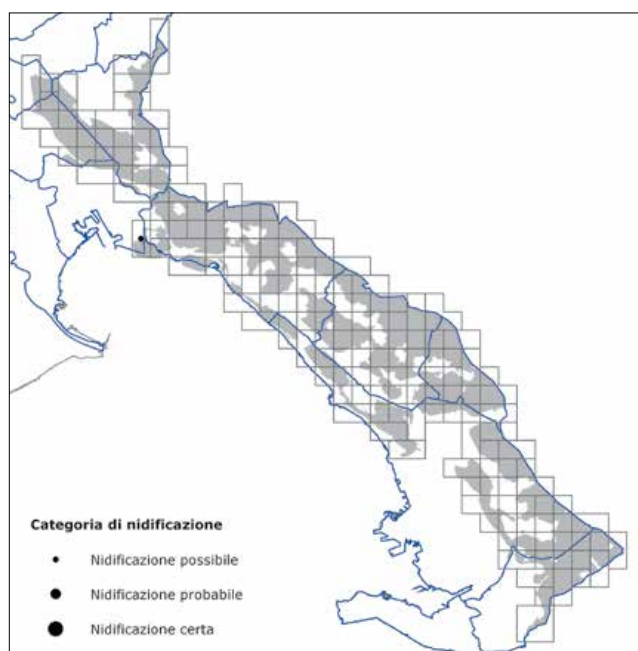 Categoria di nidificazione
Nidificazione possibile
Nidificazione probabile
Nidificazione certa